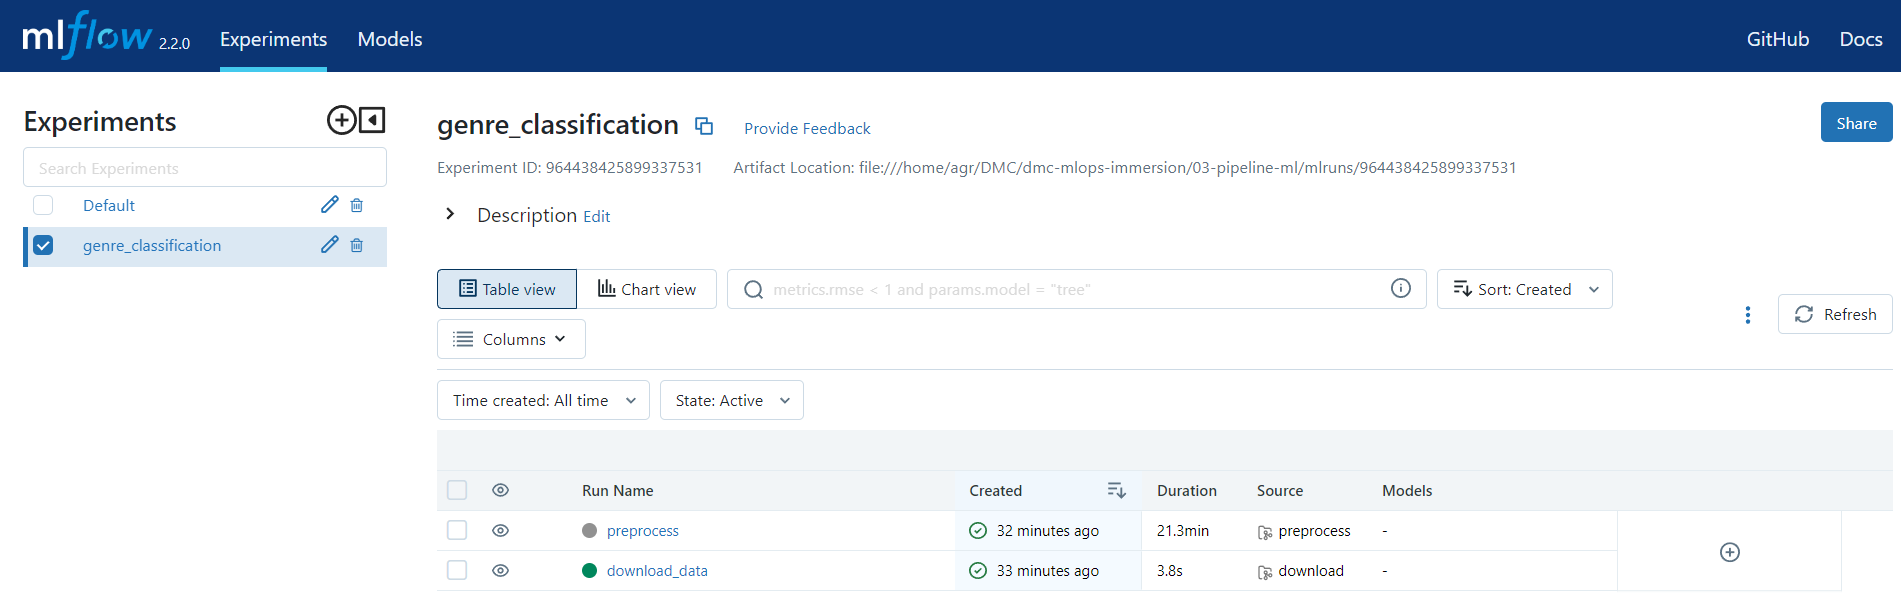 mlflow 2.2.0 Experiments Models GitHub Docs
Experiments
Search Experiments
Default
genre_classification
genre_classification Provide Feedback Share
Experiment ID: 964438425899337531 Artifact Location: file:///home/agr/DMC/dmc-mlops-immersion/03-pipeline-ml/mlruns/964438425899337531
Description Edit
Table view Chart view metrics.rmse < 1 and params.model = "tree" Sort: Created
Refresh
Columns
Time created: All time State: Active
Run Name Created Duration Source Models
preprocess 32 minutes ago 21.3min preprocess -
download_data 33 minutes ago 3.8s download -